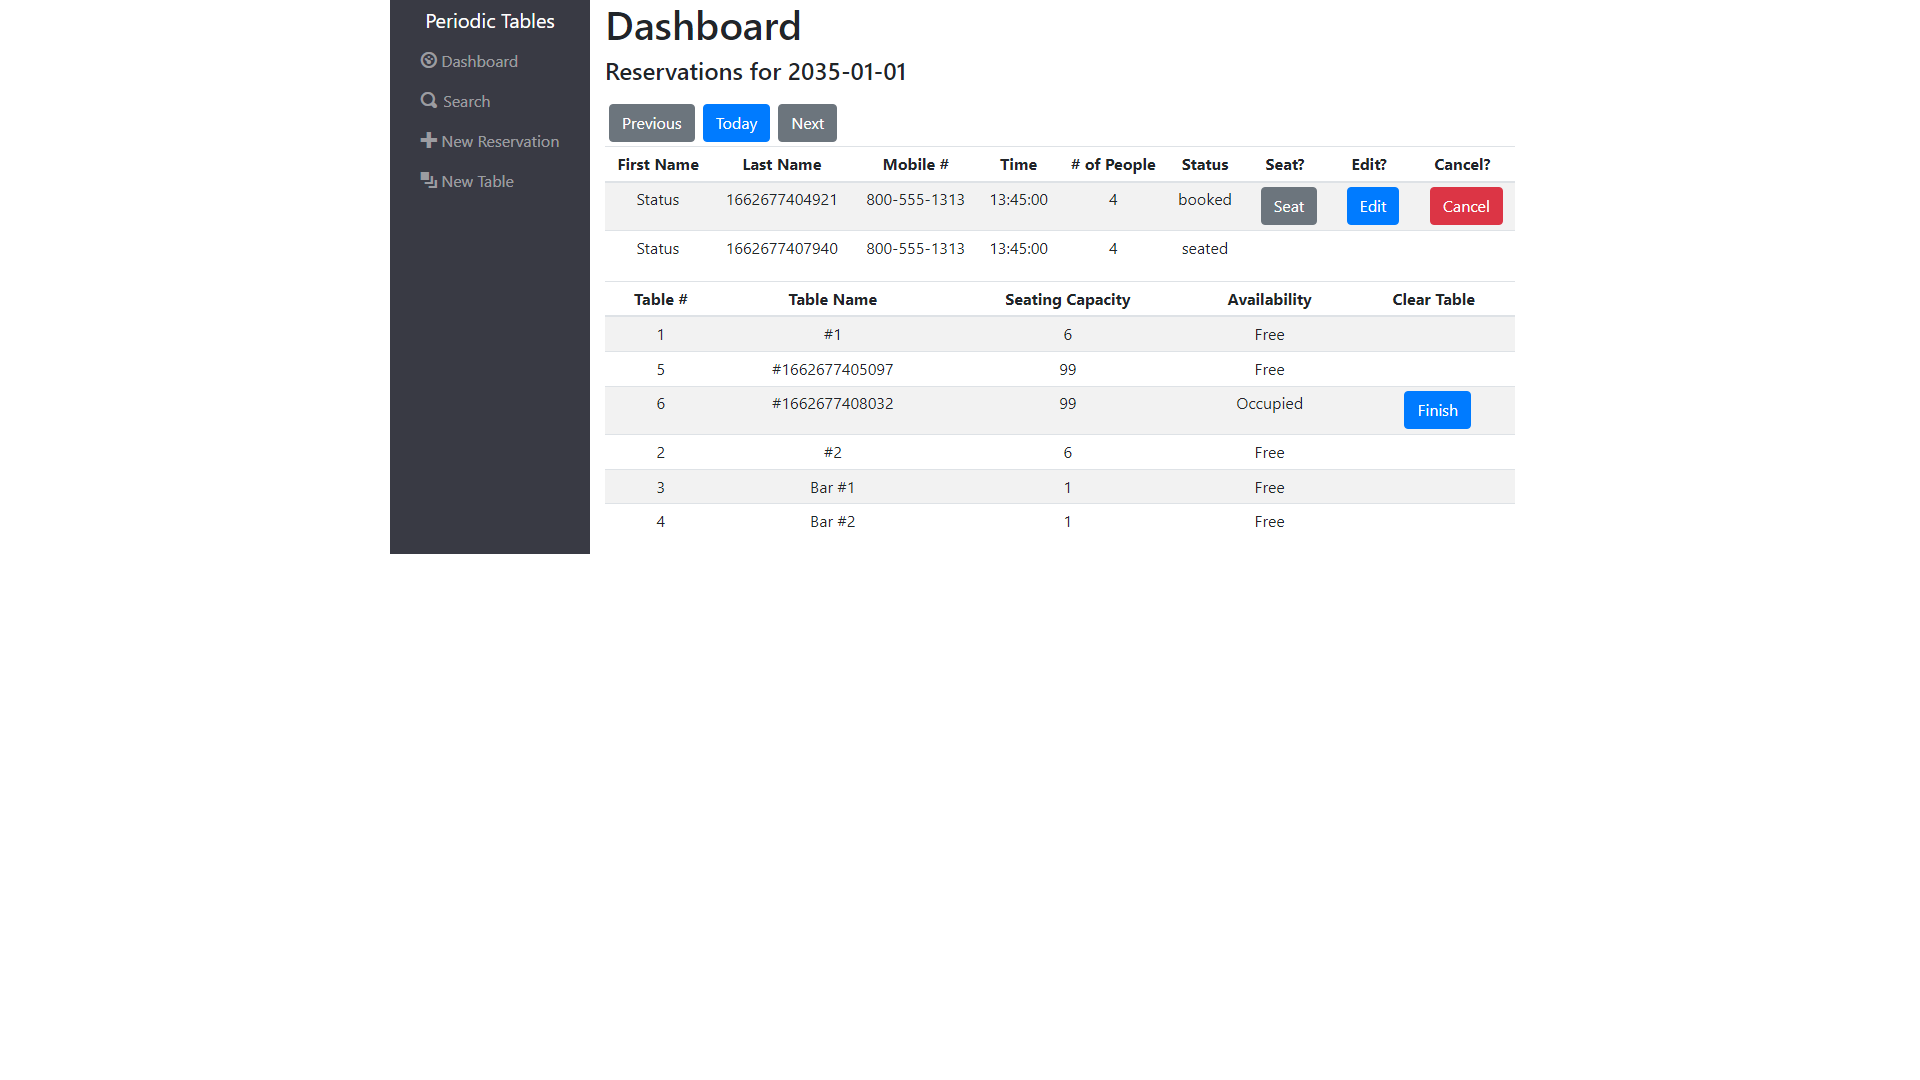 Periodic Tables
Dashboard
Search
New Reservation
New Table
Dashboard
Reservations for 2035-01-01
Previous Today Next
First Name Last Name Mobile # Time # of People Status Seat? Edit? Cancel?
Status 1662677404921 800-555-1313 13:45:00 4 booked Seat Edit Cancel
Status 1662677407940 800-555-1313 13:45:00 4 seated
Table # Table Name Seating Capacity Availability Clear Table
1 #1 6 Free
5 #1662677405097 99 Free
6 #1662677408032 99 Occupied Finish
2 #2 6 Free
3 Bar #1 1 Free
4 Bar #2 1 Free